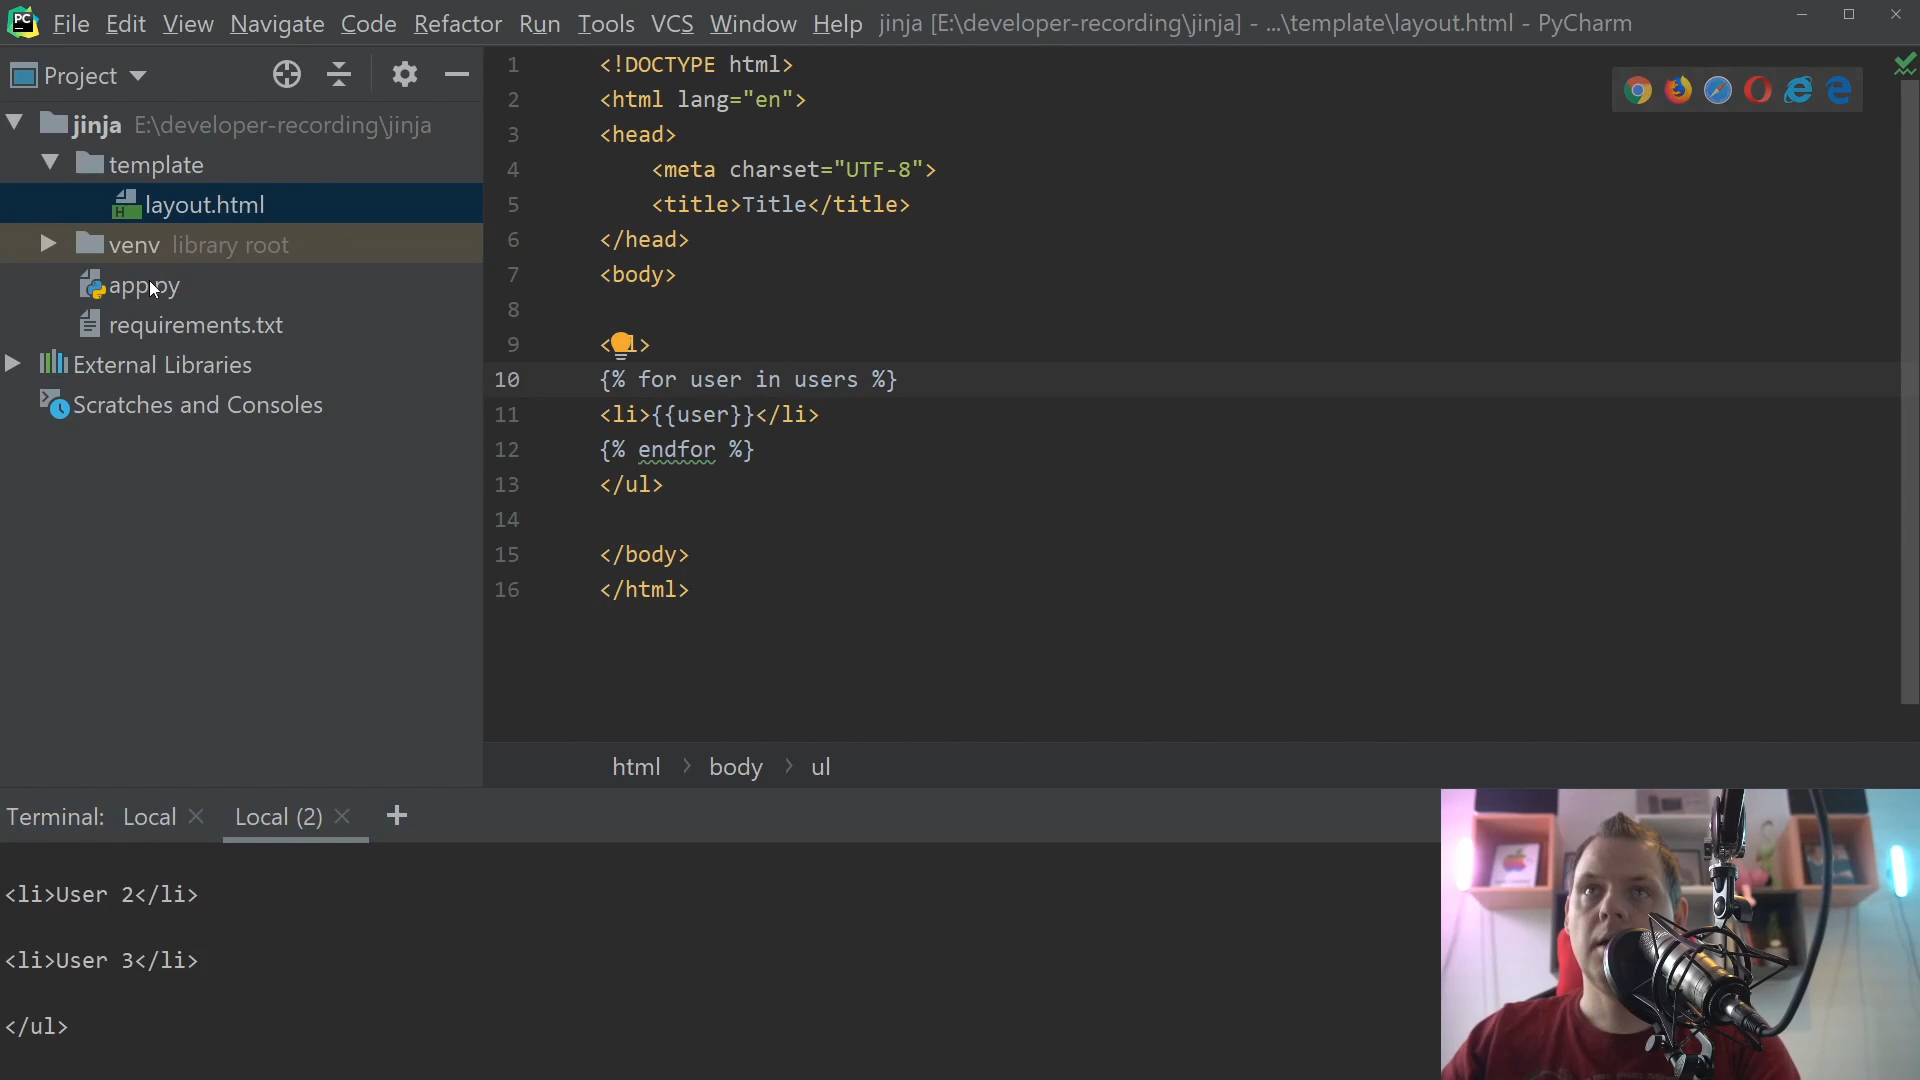 PC File Edit View Navigate Code Refactor Run Tools VCS Window Help jinja [E:\developer-recording\jinja] - ...\template\layout.html - PyCharm
Project
jinja E:\developer-recording\jinja
template
layout.html
venv library root
app.py
requirements.txt
External Libraries
Scratches and Consoles
1 <!DOCTYPE html>
2 <html lang="en">
3 <head>
4 <meta charset="UTF-8">
5 <title>Title</title>
6 </head>
7 <body>
8
9 <ul>
10 {% for user in users %}
11 <li>{{user}}</li>
12 {% endfor %}
13 </ul>
14
15 </body>
16 </html>
html > body > ul
Terminal: Local Local (2) +
<li>User 2</li>
<li>User 3</li>
</ul>